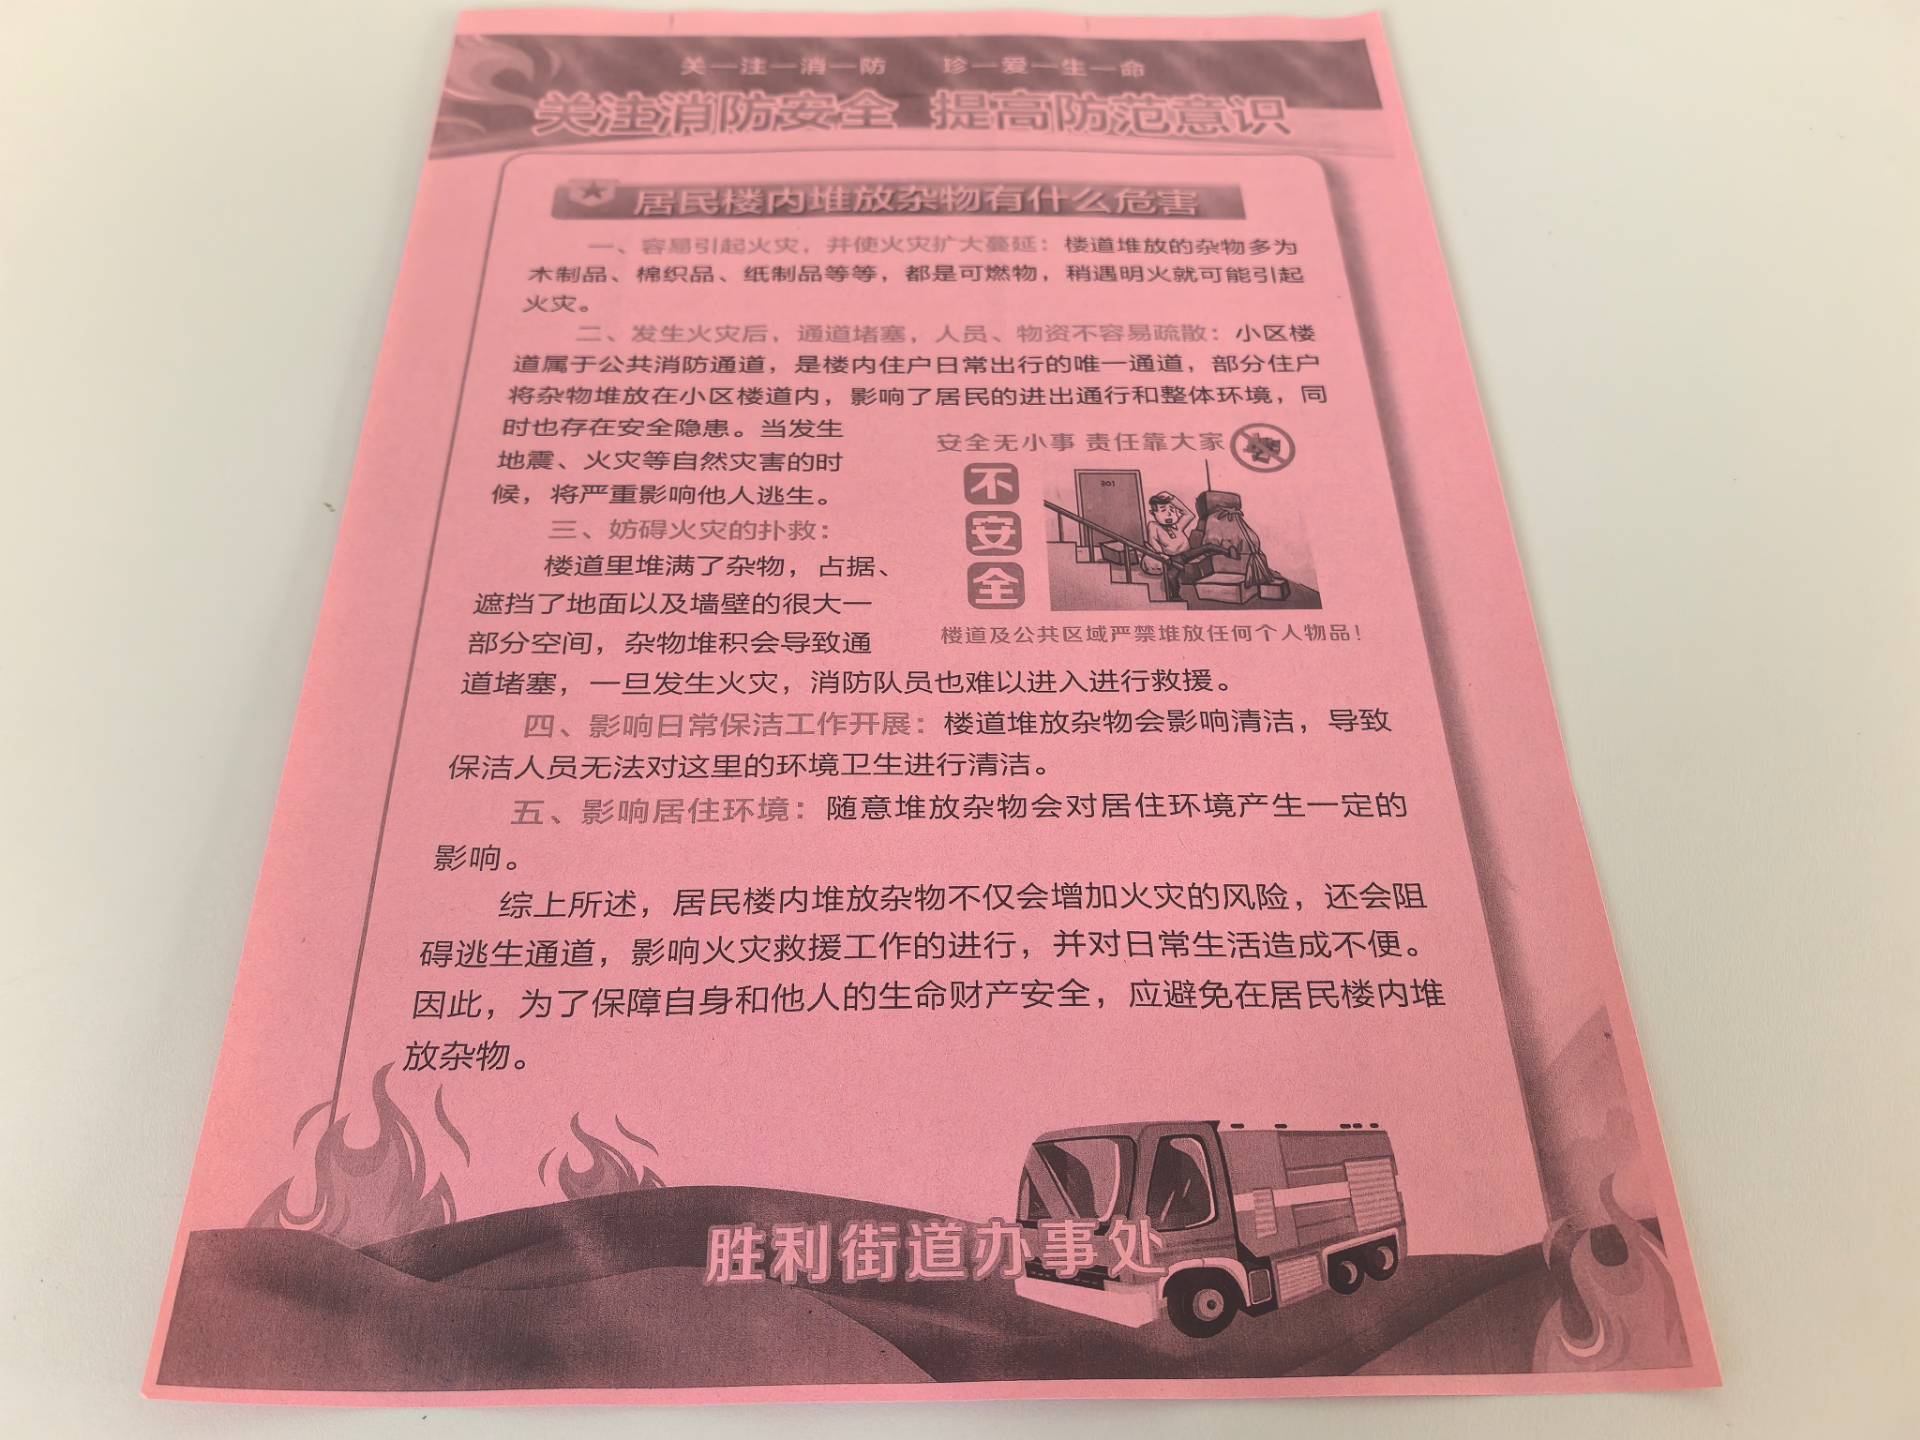 关—注—消—防 珍—爱—生—命
关注消防安全 提高防范意识
居民楼内堆放杂物有什么危害
一、容易引起火灾，并使火灾扩大蔓延：楼道堆放的杂物多为
木制品、棉织品、纸制品等等，都是可燃物，稍遇明火就可能引起
火灾。
二、发生火灾后，通道堵塞，人员、物资不容易疏散：小区楼
道属于公共消防通道，是楼内住户日常出行的唯一通道，部分住户
将杂物堆放在小区楼道内，影响了居民的进出通行和整体环境，同
时也存在安全隐患。当发生
地震、火灾等自然灾害的时
候，将严重影响他人逃生。
三、妨碍火灾的扑救：
楼道里堆满了杂物，占据、
遮挡了地面以及墙壁的很大一
部分空间，杂物堆积会导致通
道堵塞，一旦发生火灾，消防队员也难以进入进行救援。
安全无小事 责任靠大家
不
安
全
301
楼道及公共区域严禁堆放任何个人物品！
四、影响日常保洁工作开展：楼道堆放杂物会影响清洁，导致
保洁人员无法对这里的环境卫生进行清洁。
五、影响居住环境：随意堆放杂物会对居住环境产生一定的
影响。
综上所述，居民楼内堆放杂物不仅会增加火灾的风险，还会阻
碍逃生通道，影响火灾救援工作的进行，并对日常生活造成不便。
因此，为了保障自身和他人的生命财产安全，应避免在居民楼内堆
放杂物。
胜利街道办事处